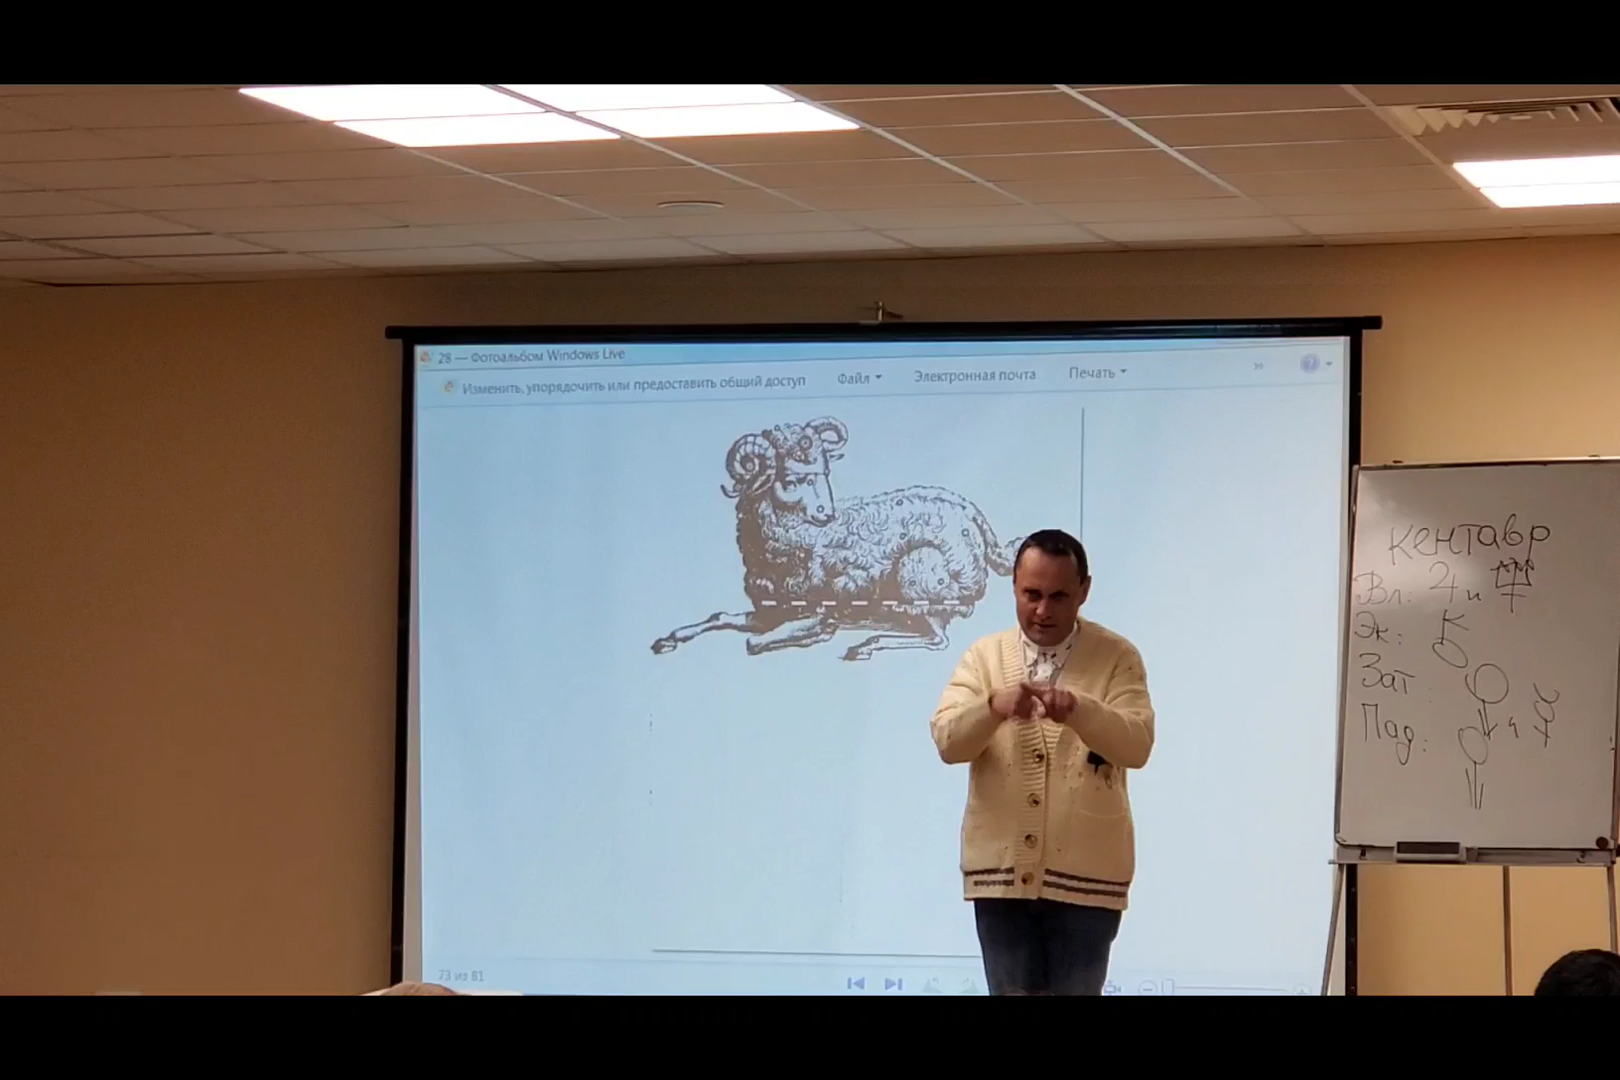 28 — Фотоальбом Windows Live
Изменить, упорядочить или предоставить общий доступ Файл Электронная почта Печать »
73 из 81
кентавр
Вл: ♃ и
Эк:
Зат
Пад: